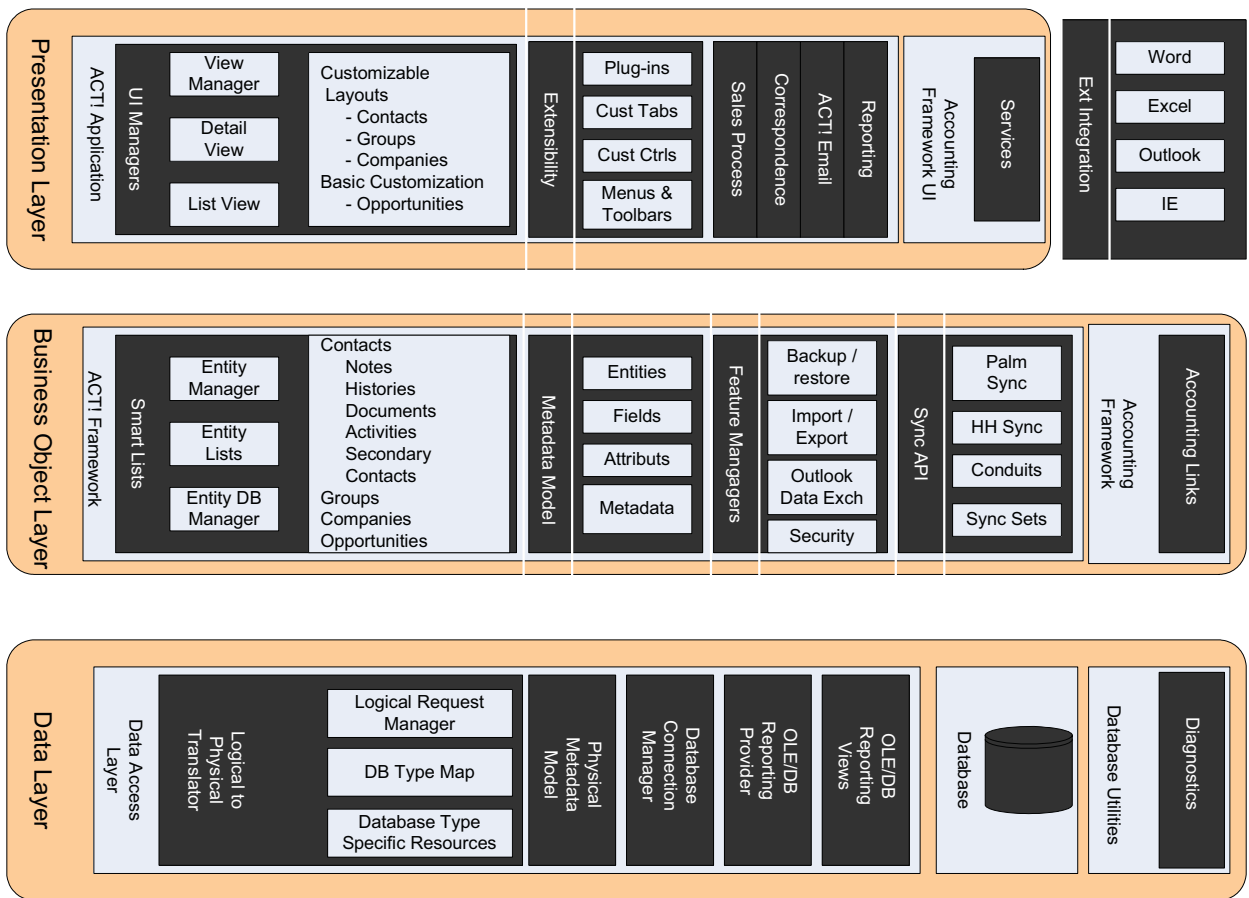 Presentation Layer
ACT! Application
UI Managers
View
Manager
Detail
View
List View
Customizable
Layouts
- Contacts
- Groups
- Companies
Basic Customization
- Opportunities
Extensibility
Plug-ins
Cust Tabs
Cust Ctrls
Menus &
Toolbars
Sales Process
Correspondence
ACT! Email
Reporting
Accounting
Framework UI
Services
Ext Integration
Word
Excel
Outlook
IE
Business Object Layer
ACT! Framework
Smart Lists
Entity
Manager
Entity
Lists
Entity DB
Manager
Contacts
Notes
Histories
Documents
Activities
Secondary
Contacts
Groups
Companies
Opportunities
Metadata Model
Entities
Fields
Attributs
Metadata
Feature Mangagers
Backup /
restore
Import /
Export
Outlook
Data Exch
Security
Sync API
Palm
Sync
HH Sync
Conduits
Sync Sets
Accounting
Framework
Accounting Links
Data Layer
Data Access
Layer
Logical to
Physical
Translator
Logical Request
Manager
DB Type Map
Database Type
Specific Resources
Physical
Metadata
Model
Database
Connection
Manager
OLE/DB
Reporting
Provider
OLE/DB
Reporting
Views
Database
Database Utilities
Diagnostics